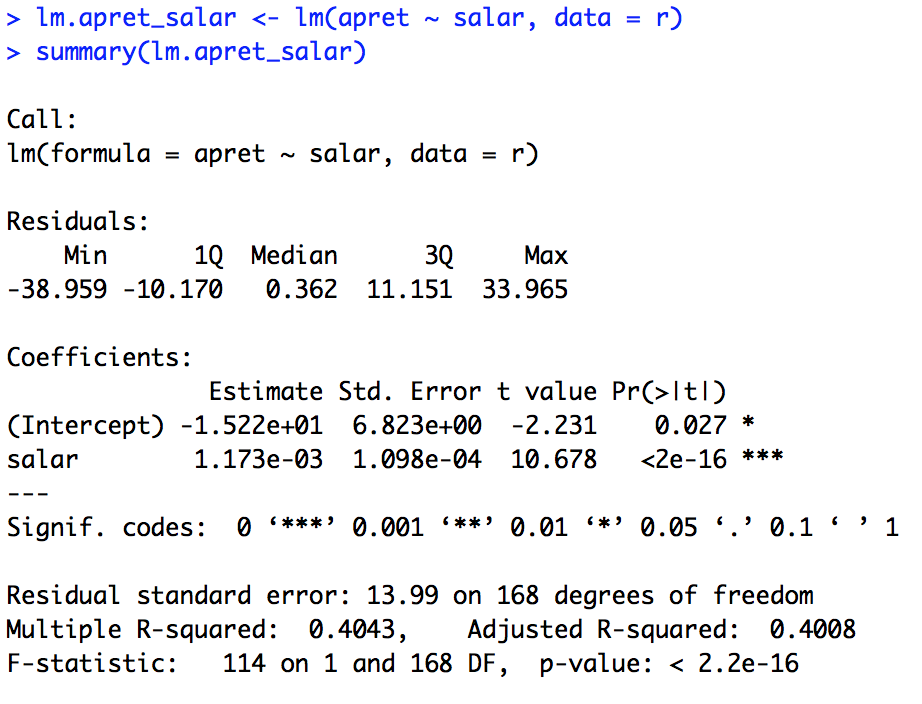 > lm.apret_salar <- lm(apret ~ salar, data = r)
> summary(lm.apret_salar)
Call:
lm(formula = apret ~ salar, data = r)
Residuals:
    Min      1Q  Median      3Q     Max
-38.959 -10.170   0.362  11.151  33.965
Coefficients:
              Estimate Std. Error t value Pr(>|t|)
(Intercept) -1.522e+01  6.823e+00  -2.231    0.027 *
salar        1.173e-03  1.098e-04  10.678   <2e-16 ***
---
Signif. codes:  0 ‘***’ 0.001 ‘**’ 0.01 ‘*’ 0.05 ‘.’ 0.1 ‘ ’ 1
Residual standard error: 13.99 on 168 degrees of freedom
Multiple R-squared:  0.4043,    Adjusted R-squared:  0.4008
F-statistic:   114 on 1 and 168 DF,  p-value: < 2.2e-16